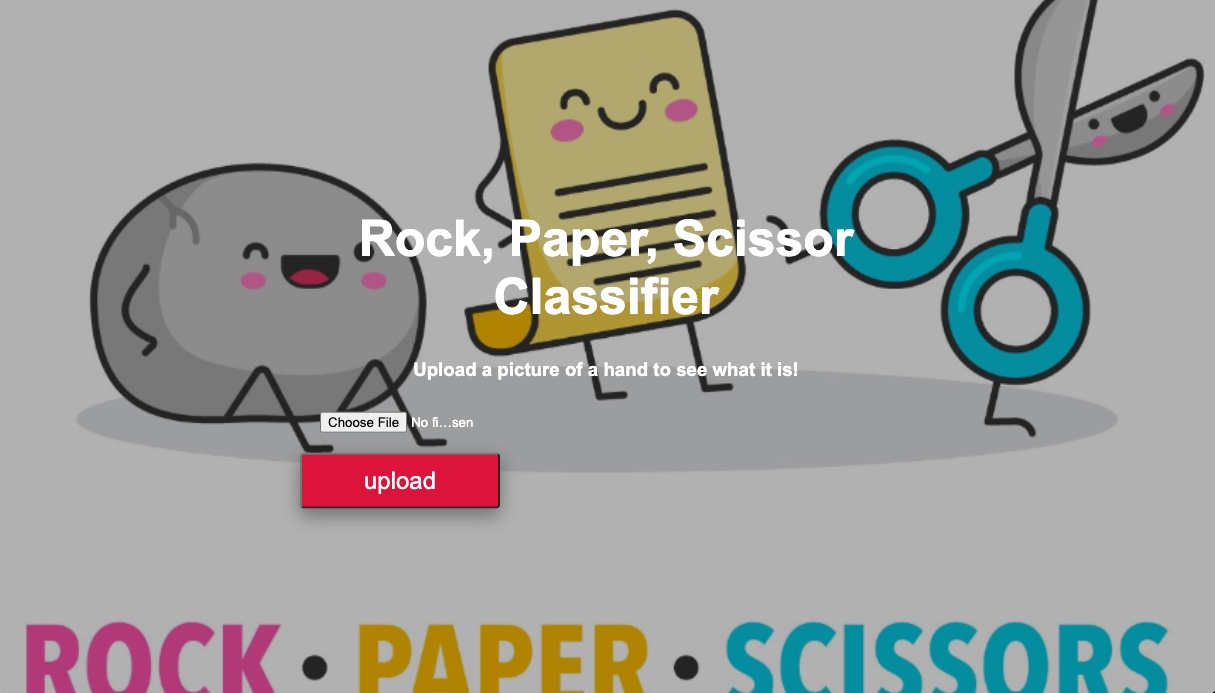 Rock, Paper, Scissor
Classifier
Upload a picture of a hand to see what it is!
Choose File No fi...sen
upload
ROCK • PAPER • SCISSORS